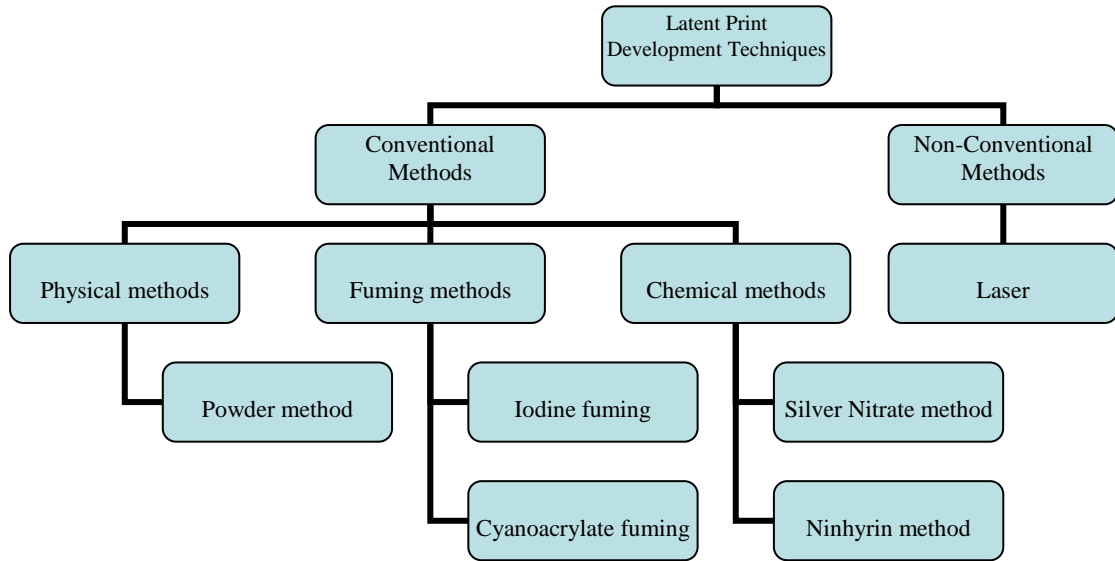 Latent Print
Development Techniques
Conventional
Methods
Non-Conventional
Methods
Physical methods
Fuming methods
Chemical methods
Laser
Powder method
Iodine fuming
Silver Nitrate method
Cyanoacrylate fuming
Ninhyrin method